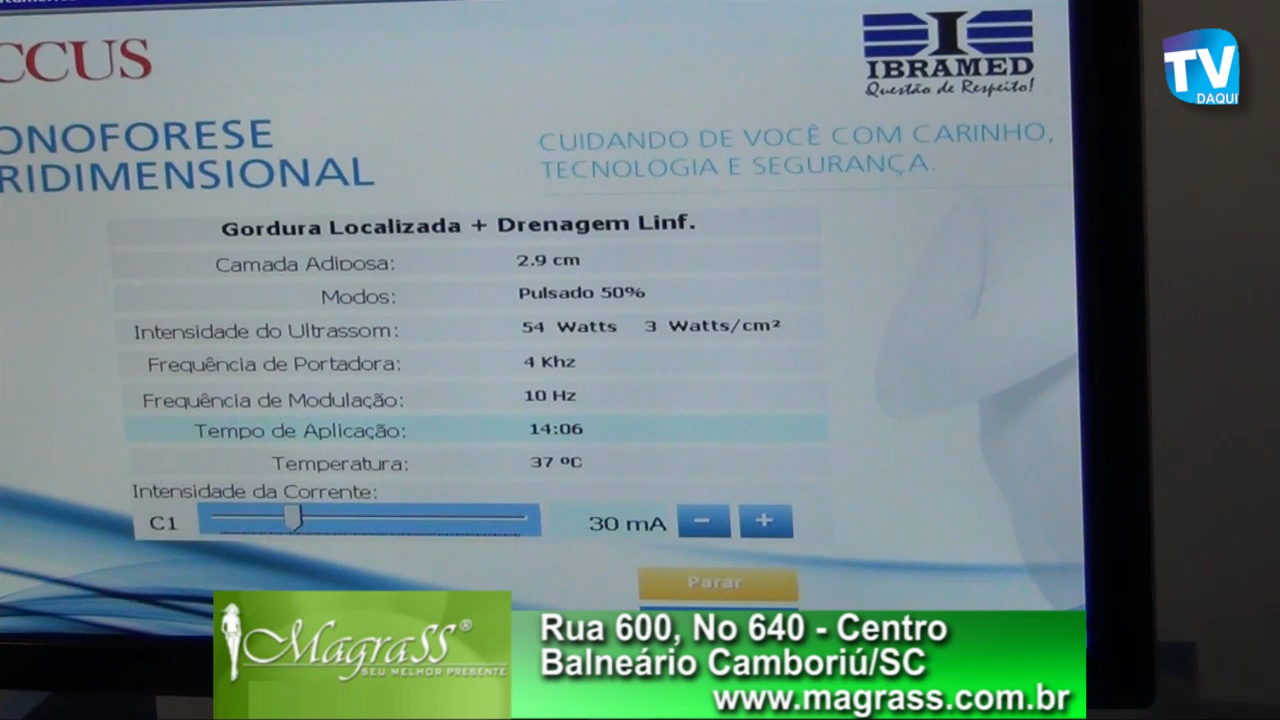 CCUS
IBRAMED
Questão de Respeito!
TV
DAQUI
ONOFORESE
RIDIMENSIONAL
CUIDANDO DE VOCÊ COM CARINHO,
TECNOLOGIA E SEGURANÇA.
Gordura Localizada + Drenagem Linf.
Camada Adiposa: 2.9 cm
Modos: Pulsado 50%
Intensidade do Ultrassom: 54 Watts 3 Watts/cm²
Frequência de Portadora: 4 Khz
Frequência de Modulação: 10 Hz
Tempo de Aplicação: 14:06
Temperatura: 37 ºC
Intensidade da Corrente:
C1 30 mA - +
Parar
MagraSS®
SEU MELHOR PRESENTE
Rua 600, No 640 - Centro
Balneário Camboriú/SC
www.magrass.com.br